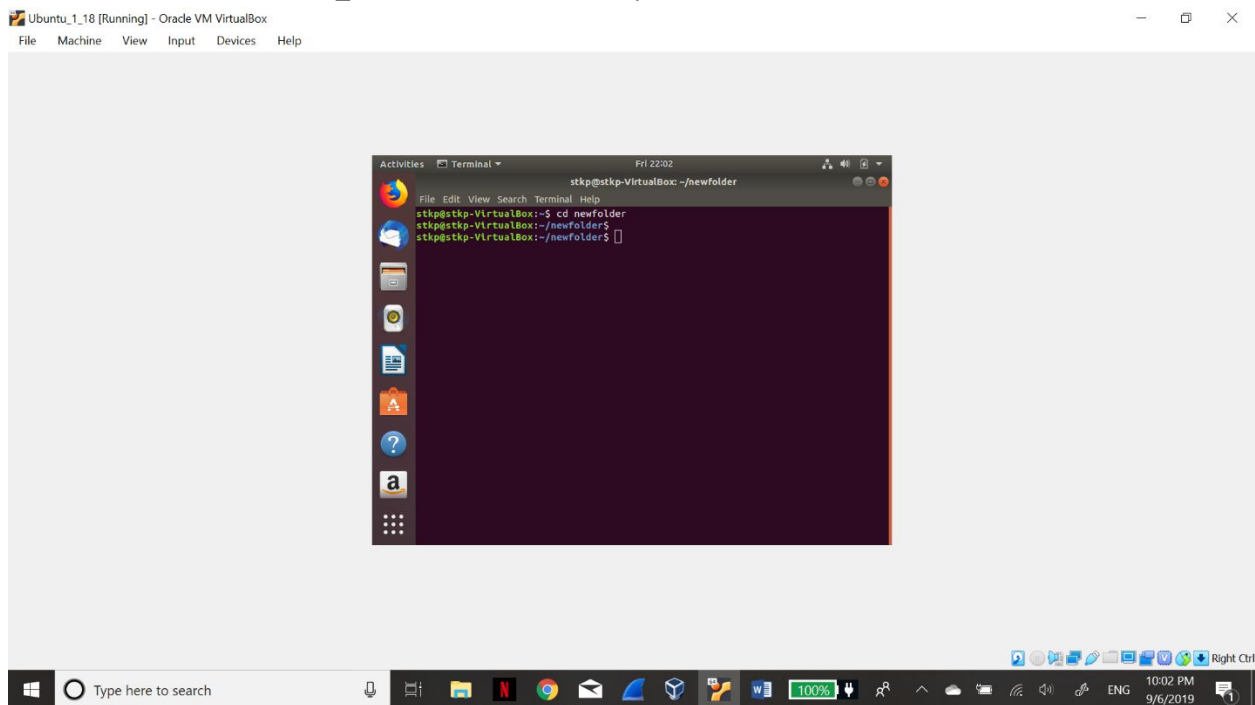 Ubuntu_1_18 [Running] - Oracle VM VirtualBox
File Machine View Input Devices Help
Activities Terminal Fri 22:02
stkp@stkp-VirtualBox: ~/newfolder
File Edit View Search Terminal Help
stkp@stkp-VirtualBox:~$ cd newfolder
stkp@stkp-VirtualBox:~/newfolder$
stkp@stkp-VirtualBox:~/newfolder$
Right Ctrl
Type here to search
100%
ENG
10:02 PM
9/6/2019
1